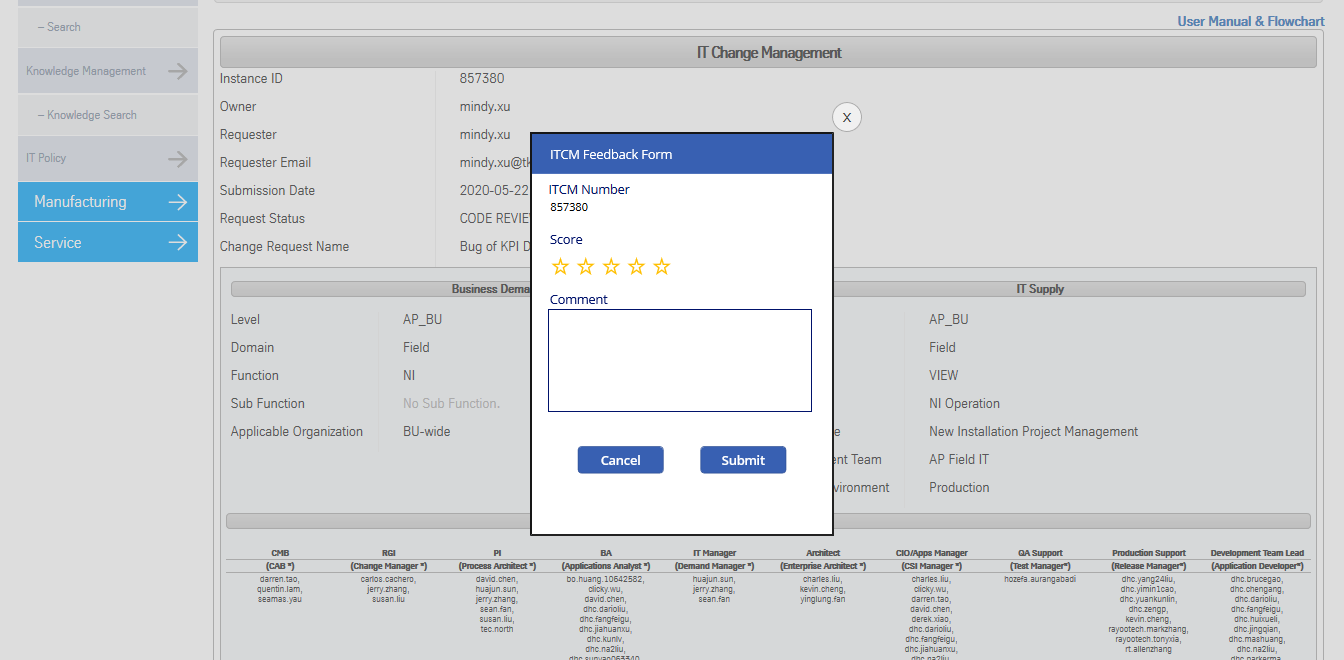 – Search
Knowledge Management
– Knowledge Search
IT Policy
Manufacturing
Service
User Manual & Flowchart
IT Change Management
Instance ID 857380
Owner mindy.xu
Requester mindy.xu
Requester Email mindy.xu@tk
Submission Date 2020-05-22
Request Status CODE REVIE
Change Request Name Bug of KPI D
X
ITCM Feedback Form
ITCM Number
857380
Score
Comment
Cancel Submit
Business Dema
Level AP_BU
Domain Field
Function NI
Sub Function No Sub Function.
Applicable Organization BU-wide
IT Supply
AP_BU
Field
VIEW
NI Operation
e New Installation Project Management
ent Team AP Field IT
vironment Production
CMB RGI PI BA IT Manager Architect CIO/Apps Manager QA Support Production Support Development Team Lead
(CAB *) (Change Manager *) (Process Architect *) (Applications Analyst *) (Demand Manager *) (Enterprise Architect *) (CSI Manager *) (Test Manager*) (Release Manager*) (Application Developer*)
darren.tao, carlos.cachero, david.chen, bo.huang.10642582, huajun.sun, charles.liu, charles.liu, hozefa.aurangabadi dhc.yang24liu, dhc.brucegao,
quentin.lam, jerry.zhang, huajun.sun, clicky.wu, jerry.zhang, kevin.cheng, clicky.wu, dhc.yimin1cao, dhc.chengang,
seamas.yau susan.liu jerry.zhang, david.chen, sean.fan yinglung.fan darren.tao, dhc.yuankunlin, dhc.darioliu,
sean.fan, dhc.darioliu, david.chen, dhc.zengp, dhc.fangfeigu,
susan.liu, dhc.fangfeigu, derek.xiao, kevin.cheng, dhc.huixueli,
tec.north dhc.jiahuanxu, dhc.darioliu, rayootech.markzhang, dhc.jingqian,
dhc.kunlv, dhc.fangfeigu, rayootech.tonyxia, dhc.mashuang,
dhc.na2liu, dhc.jiahuanxu, rt.allenzhang dhc.na2liu,
dhc.sunyan063340 dhc.na2liu, dhc.parkerma